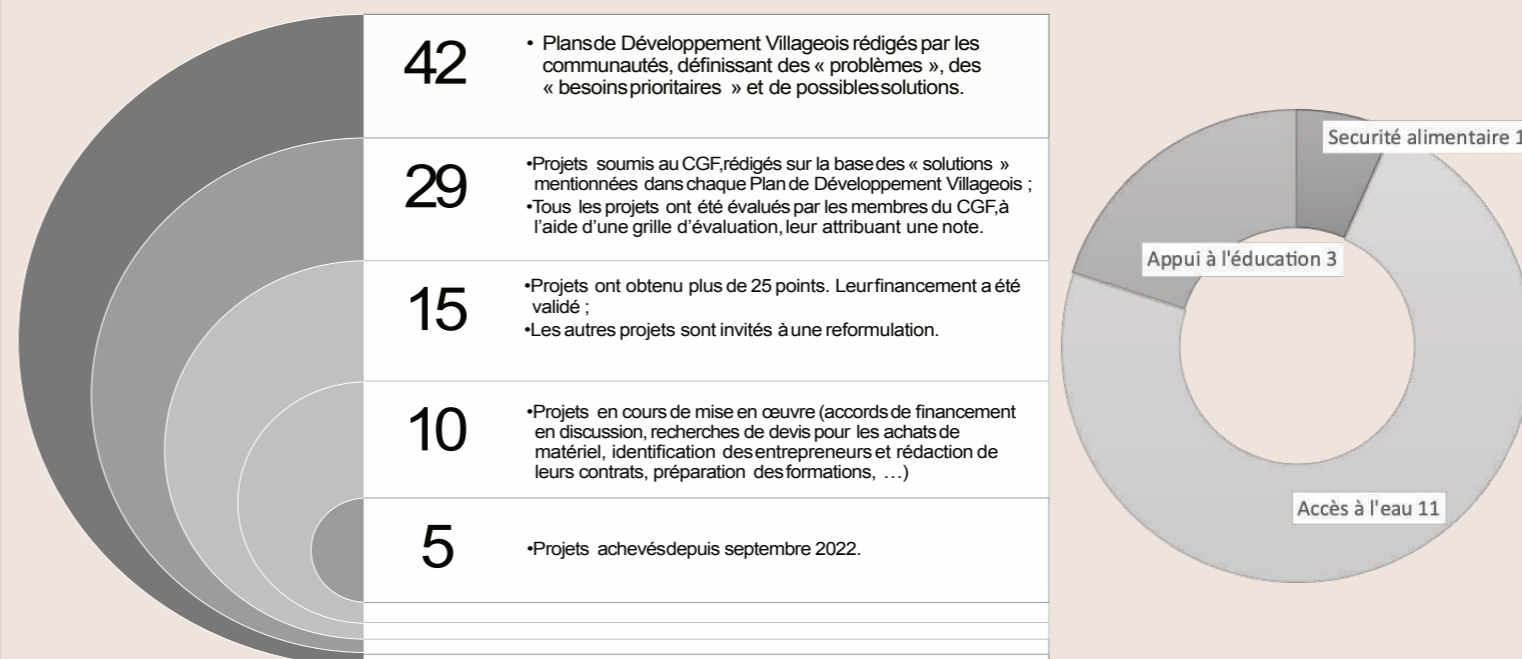 42
• Plans de Développement Villageois rédigés par les
communautés, définissant des « problèmes », des
« besoins prioritaires » et de possibles solutions.
29
•Projets soumis au CGF, rédigés sur la base des « solutions »
mentionnées dans chaque Plan de Développement Villageois ;
•Tous les projets ont été évalués par les membres du CGF, à
l'aide d'une grille d'évaluation, leur attribuant une note.
15
•Projets ont obtenu plus de 25 points. Leur financement a été
validé ;
•Les autres projets sont invités à une reformulation.
10
•Projets en cours de mise en œuvre (accords de financement
en discussion, recherches de devis pour les achats de
matériel, identification des entrepreneurs et rédaction de
leurs contrats, préparation des formations, …)
5
•Projets achevés depuis septembre 2022.
Securité alimentaire 1
Appui à l'éducation 3
Accès à l'eau 11